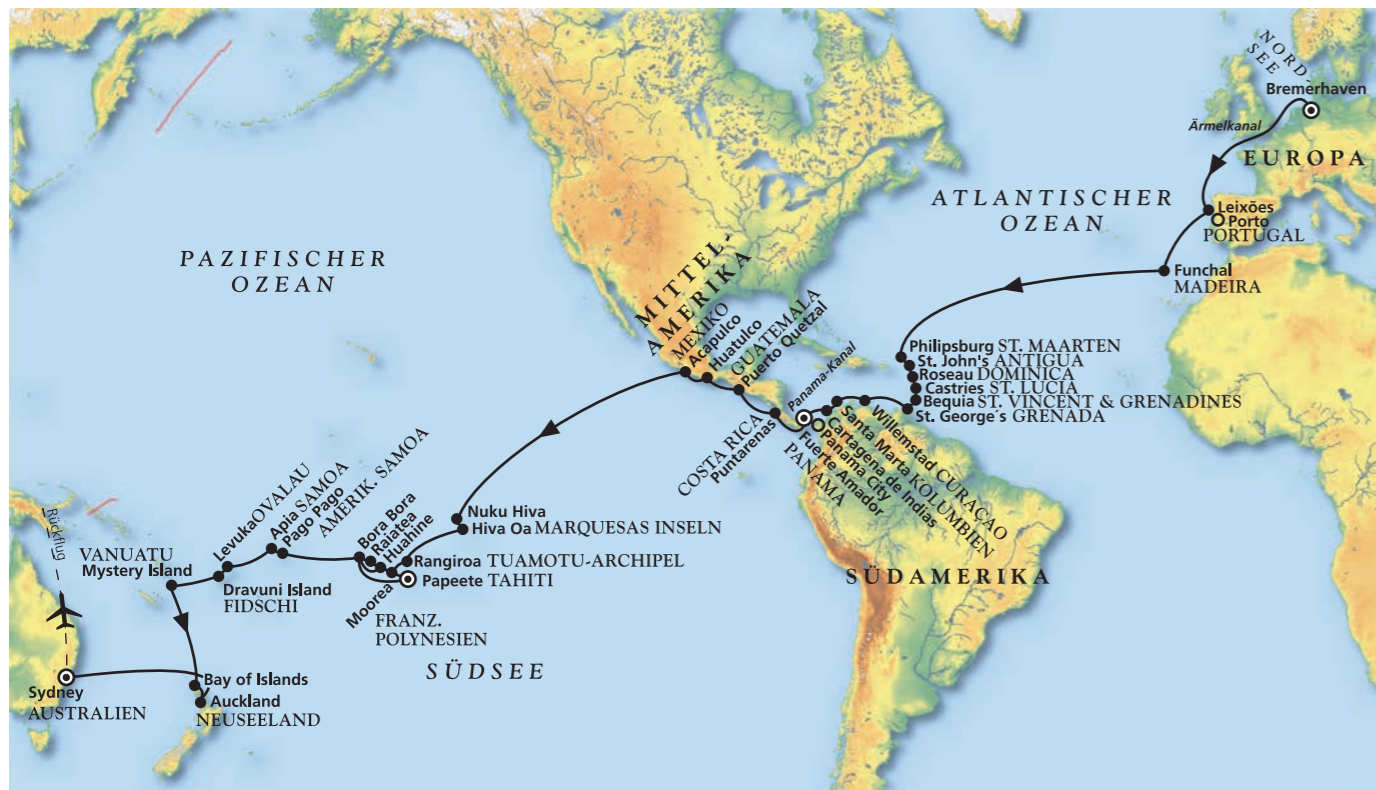 NORD-
SEE
Bremerhaven
Ärmelkanal
EUROPA
ATLANTISCHER
OZEAN
Leixões
Porto
PORTUGAL
Funchal
MADEIRA
PAZIFISCHER
OZEAN
MITTEL-
AMERIKA
MEXIKO
Acapulco
Huatulco
GUATEMALA
Puerto Quetzal
Panama-Kanal
Philipsburg ST. MAARTEN
St. John's ANTIGUA
Roseau DOMINICA
Castries ST. LUCIA
Bequia ST. VINCENT & GRENADINES
St. George´s GRENADA
COSTA RICA
Puntarenas
PANAMA
Fuerte Amador
Panama City
Cartagena de Indias
Santa Marta KOLUMBIEN
Willemstad CURAÇAO
SÜDAMERIKA
Nuku Hiva
Hiva Oa MARQUESAS INSELN
Rangiroa TUAMOTU-ARCHIPEL
Papeete TAHITI
Bora Bora
Raiatea
Huahine
Moorea
FRANZ.
POLYNESIEN
SÜDSEE
Levuka OVALAU
Apia SAMOA
Pago Pago
AMERIK. SAMOA
VANUATU
Mystery Island
Dravuni Island
FIDSCHI
Rückflug
Bay of Islands
Auckland
NEUSEELAND
Sydney
AUSTRALIEN